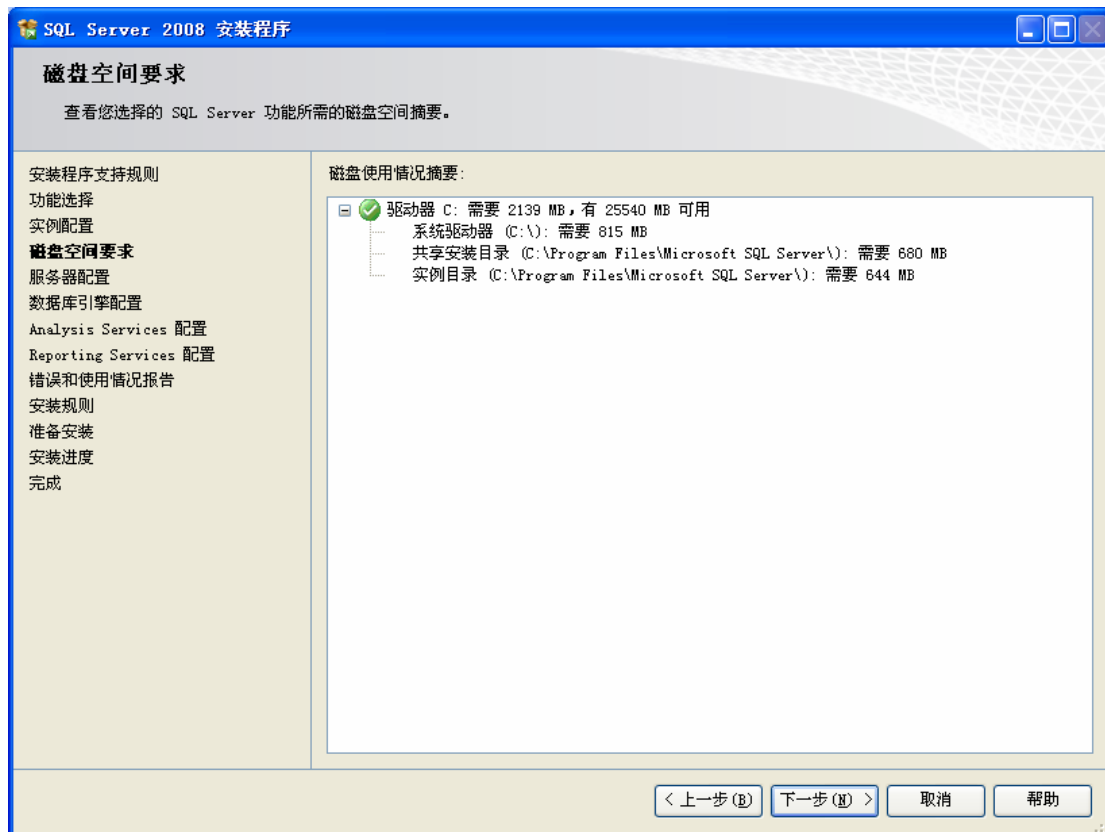 SQL Server 2008 安装程序
磁盘空间要求
查看您选择的 SQL Server 功能所需的磁盘空间摘要。
安装程序支持规则
功能选择
实例配置
磁盘空间要求
服务器配置
数据库引擎配置
Analysis Services 配置
Reporting Services 配置
错误和使用情况报告
安装规则
准备安装
安装进度
完成
磁盘使用情况摘要:
驱动器 C: 需要 2139 MB，有 25540 MB 可用
系统驱动器 (C:\): 需要 815 MB
共享安装目录 (C:\Program Files\Microsoft SQL Server\): 需要 680 MB
实例目录 (C:\Program Files\Microsoft SQL Server\): 需要 644 MB
< 上一步(B) 下一步(N) > 取消 帮助